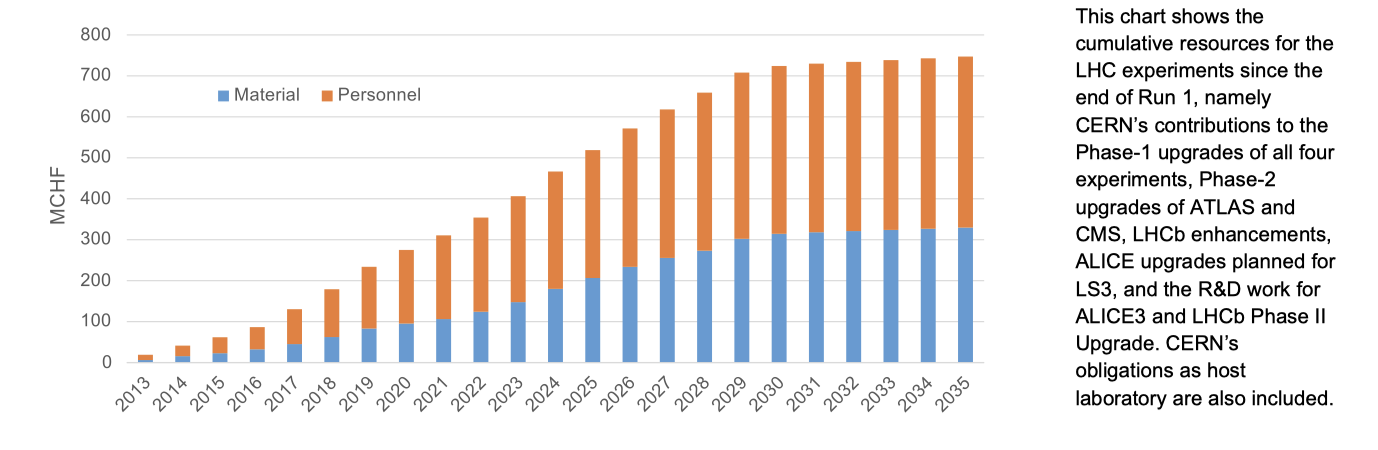 800
700
600
500
400
300
200
100
0
MCHF
Material Personnel
2013 2014 2015 2016 2017 2018 2019 2020 2021 2022 2023 2024 2025 2026 2027 2028 2029 2030 2031 2032 2033 2034 2035
This chart shows the
cumulative resources for the
LHC experiments since the
end of Run 1, namely
CERN’s contributions to the
Phase-1 upgrades of all four
experiments, Phase-2
upgrades of ATLAS and
CMS, LHCb enhancements,
ALICE upgrades planned for
LS3, and the R&D work for
ALICE3 and LHCb Phase II
Upgrade. CERN’s
obligations as host
laboratory are also included.